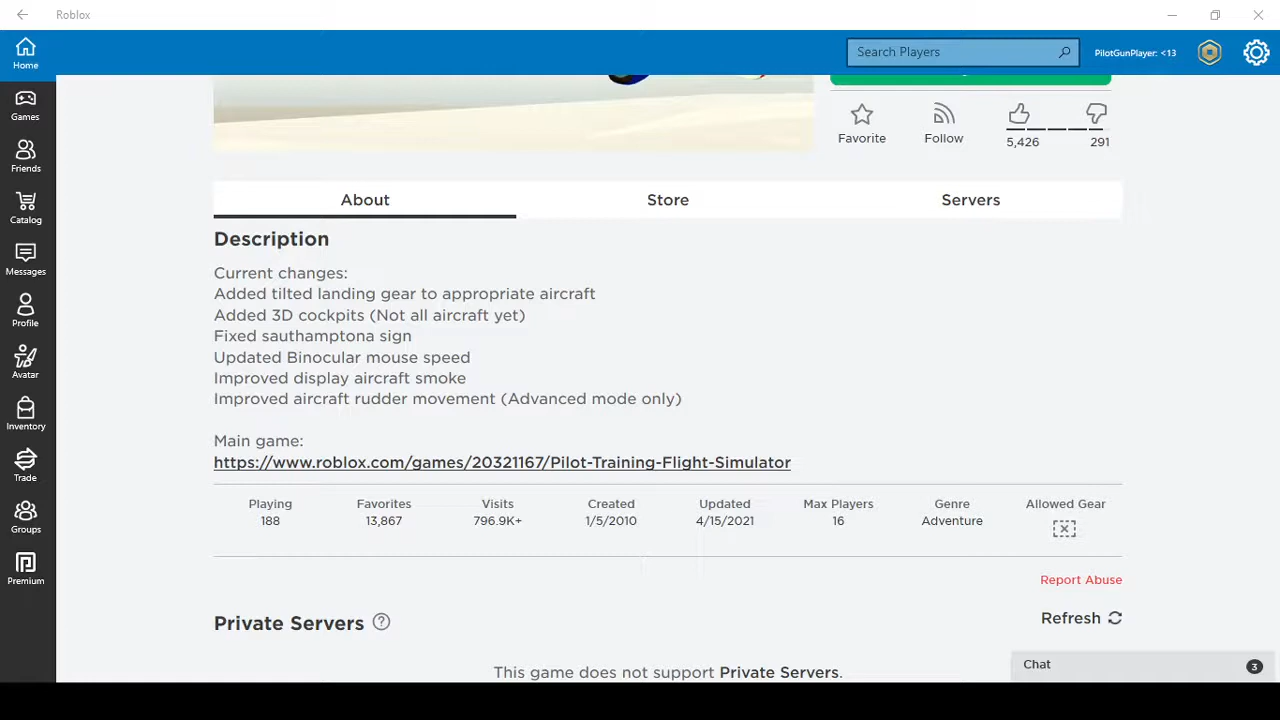 Roblox
Home
Search Players
PilotGunPlayer: <13
Games
Friends
Catalog
Messages
Profile
Avatar
Inventory
Trade
Groups
Premium
Favorite
Follow
5,426
291
About
Store
Servers
Description
Current changes:
Added tilted landing gear to appropriate aircraft
Added 3D cockpits (Not all aircraft yet)
Fixed sauthamptona sign
Updated Binocular mouse speed
Improved display aircraft smoke
Improved aircraft rudder movement (Advanced mode only)
Main game:
https://www.roblox.com/games/20321167/Pilot-Training-Flight-Simulator
Playing Favorites Visits Created Updated Max Players Genre Allowed Gear
188 13,867 796.9K+ 1/5/2010 4/15/2021 16 Adventure
Report Abuse
Private Servers
Refresh
This game does not support Private Servers.
Chat
3